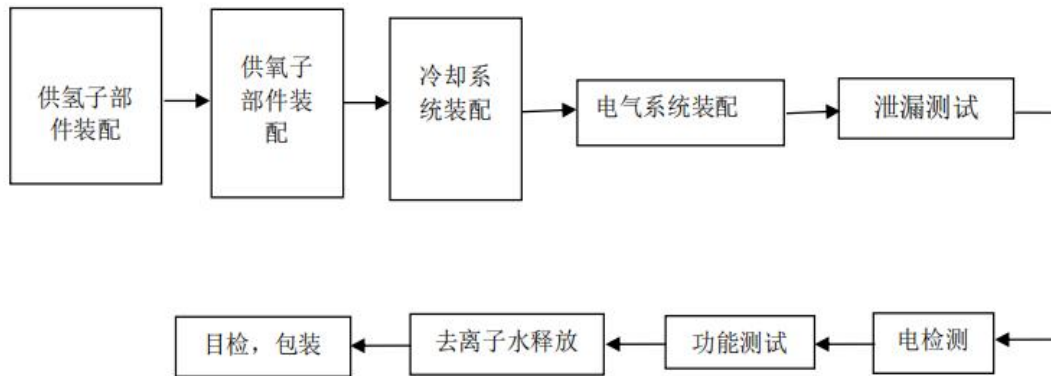 供氢子部
件装配
供氧子
部件装
配
冷却系
统装配
电气系统装配
泄漏测试
电检测
功能测试
去离子水释放
目检，包装